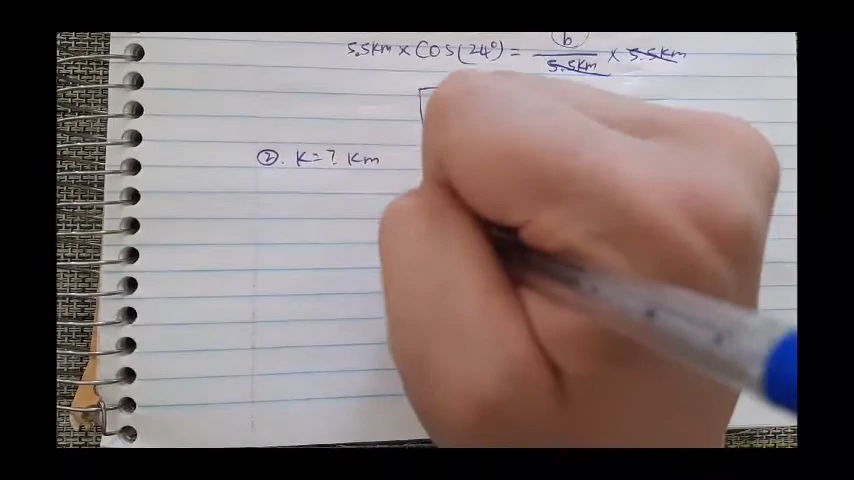 5.5km × Cos(24°) = b / 5.5km × 5.5km
②. K=? Km